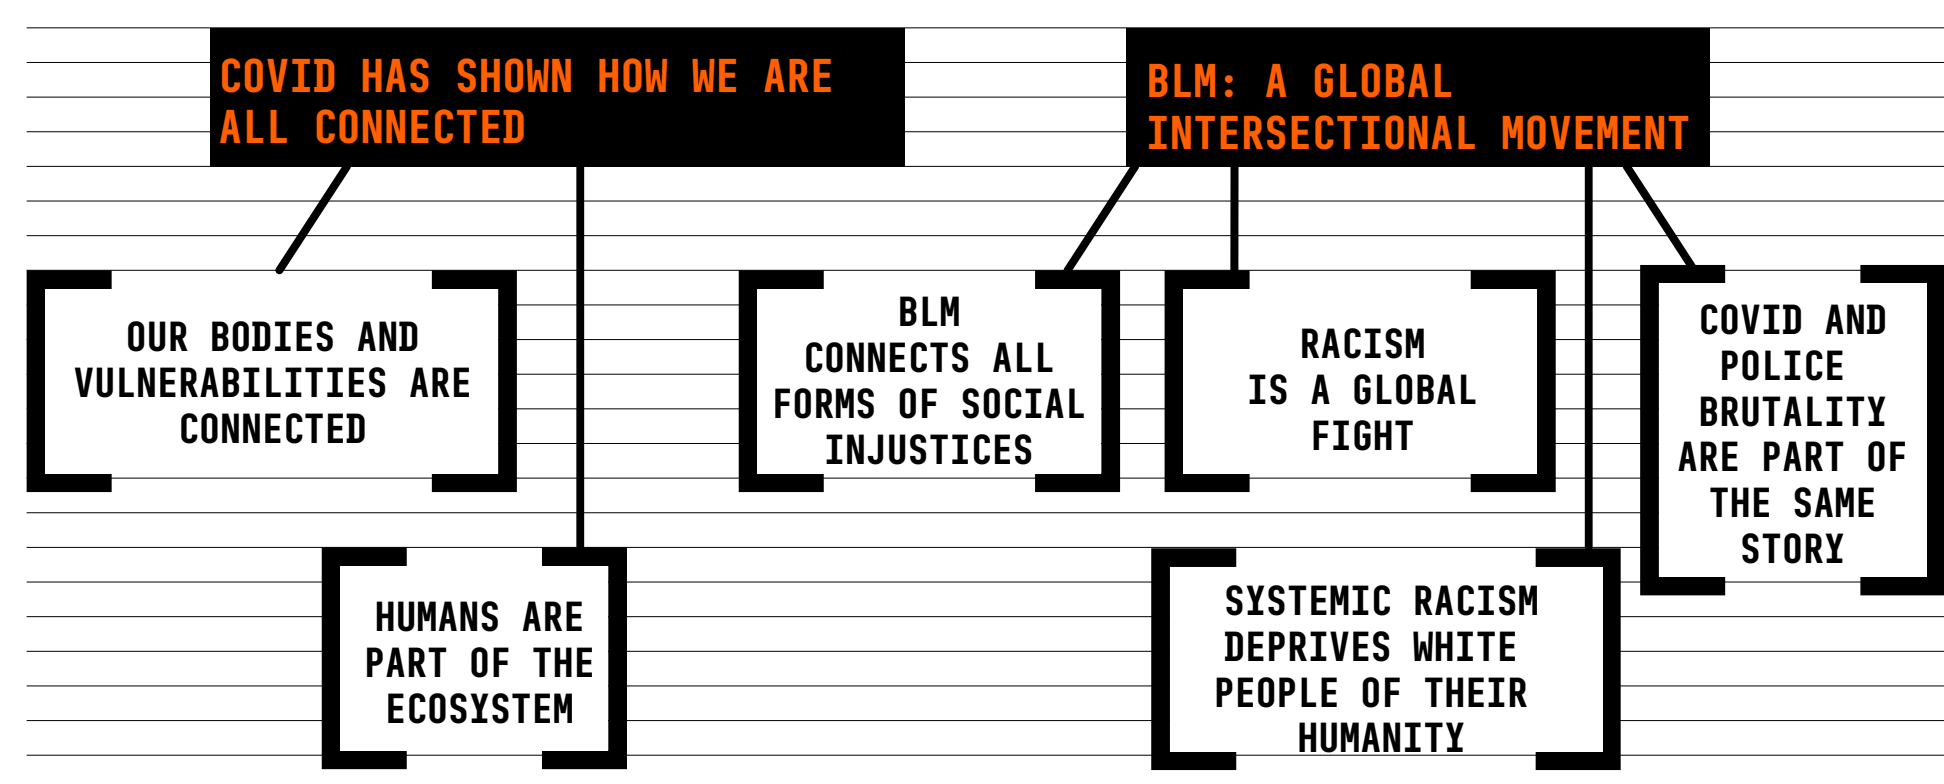 COVID HAS SHOWN HOW WE ARE
ALL CONNECTED
BLM: A GLOBAL
INTERSECTIONAL MOVEMENT
OUR BODIES AND
VULNERABILITIES ARE
CONNECTED
BLM
CONNECTS ALL
FORMS OF SOCIAL
INJUSTICES
RACISM
IS A GLOBAL
FIGHT
COVID AND
POLICE
BRUTALITY
ARE PART OF
THE SAME
STORY
HUMANS ARE
PART OF THE
ECOSYSTEM
SYSTEMIC RACISM
DEPRIVES WHITE
PEOPLE OF THEIR
HUMANITY